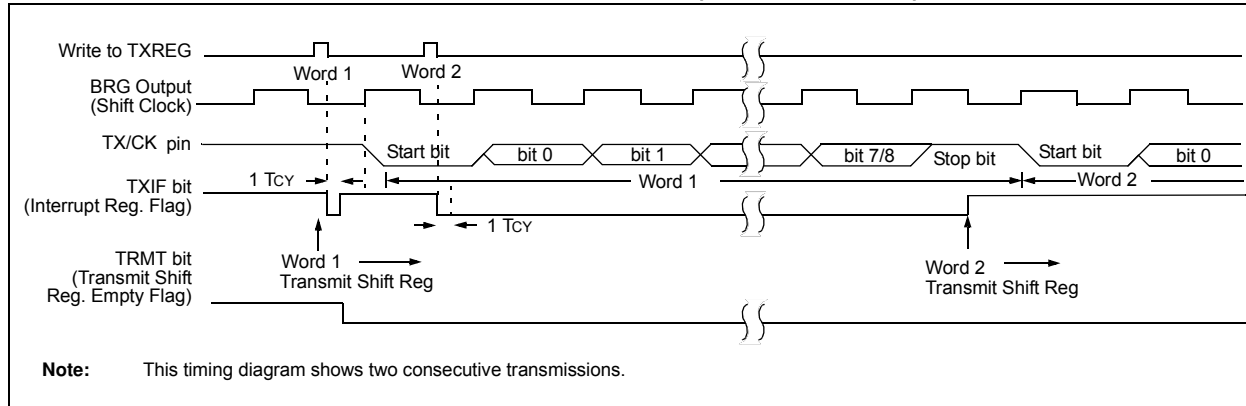 Write to TXREG
Word 1
Word 2
BRG Output
(Shift Clock)
TX/CK pin
Start bit
bit 0
bit 1
bit 7/8
Stop bit
Start bit
bit 0
1 TCY
Word 1
Word 2
TXIF bit
(Interrupt Reg. Flag)
1 TCY
TRMT bit
(Transmit Shift
Reg. Empty Flag)
Word 1
Transmit Shift Reg
Word 2
Transmit Shift Reg
Note: This timing diagram shows two consecutive transmissions.